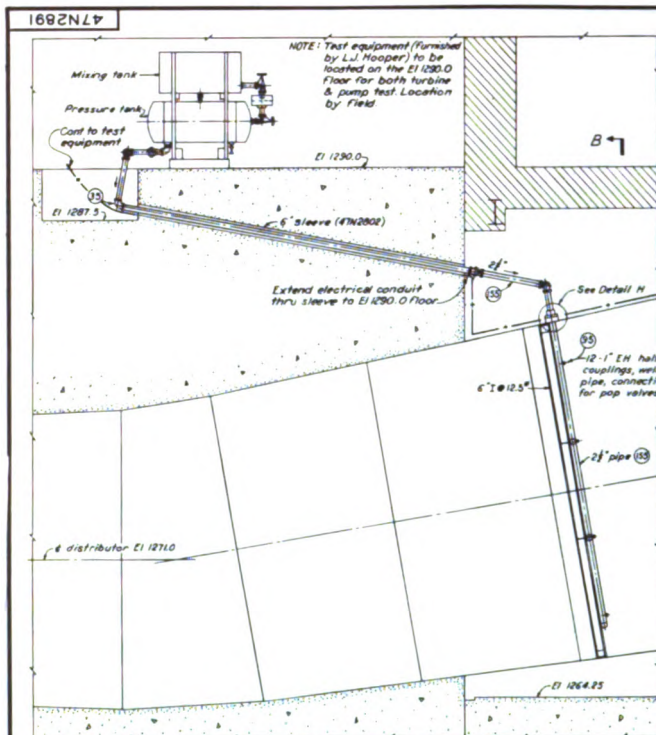 47N2891
NOTE: Test equipment (furnished
by L.J. Hooper) to be
located on the El 1290.0
floor for both turbine
& pump test. Location
by field
Mixing tank
Pressure tank
Cont to test
equipment
El 1290.0
B
35
El 1287.5
6" Sleeve (47N2802)
2½"
155
Extend electrical conduit
thru sleeve to El 1290.0 floor
See Detail H
95
12-1" EH half
couplings, wel
pipe, connecti
for pop valves
6" I @ 12.5#
2½" pipe 155
℄ distributor El 1271.0
El 1264.25